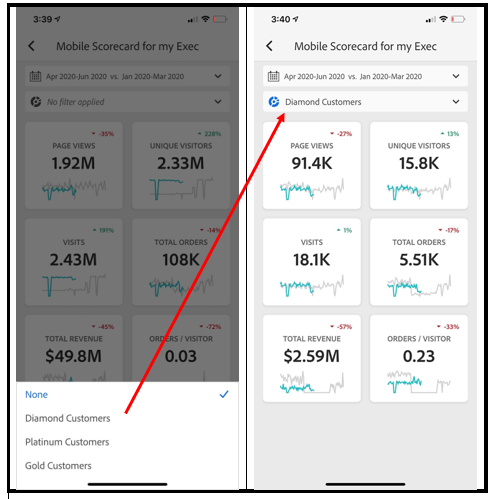 3:39
Mobile Scorecard for my Exec
Apr 2020-Jun 2020 vs. Jan 2020-Mar 2020
No filter applied
-35%
PAGE VIEWS
1.92M
228%
UNIQUE VISITORS
2.33M
191%
VISITS
2.43M
-14%
TOTAL ORDERS
108K
-45%
TOTAL REVENUE
$49.8M
-72%
ORDERS / VISITOR
0.03
None
Diamond Customers
Platinum Customers
Gold Customers
3:40
Mobile Scorecard for my Exec
Apr 2020-Jun 2020 vs. Jan 2020-Mar 2020
Diamond Customers
-27%
PAGE VIEWS
91.4K
13%
UNIQUE VISITORS
15.8K
1%
VISITS
18.1K
-17%
TOTAL ORDERS
5.51K
-57%
TOTAL REVENUE
$2.59M
-33%
ORDERS / VISITOR
0.23